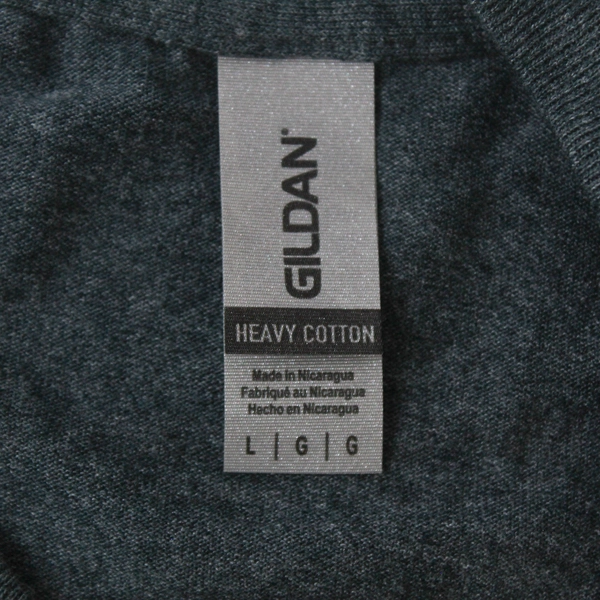 GILDAN®
HEAVY COTTON
Made in Nicaragua
Fabriqué au Nicaragua
Hecho en Nicaragua
L | G | G